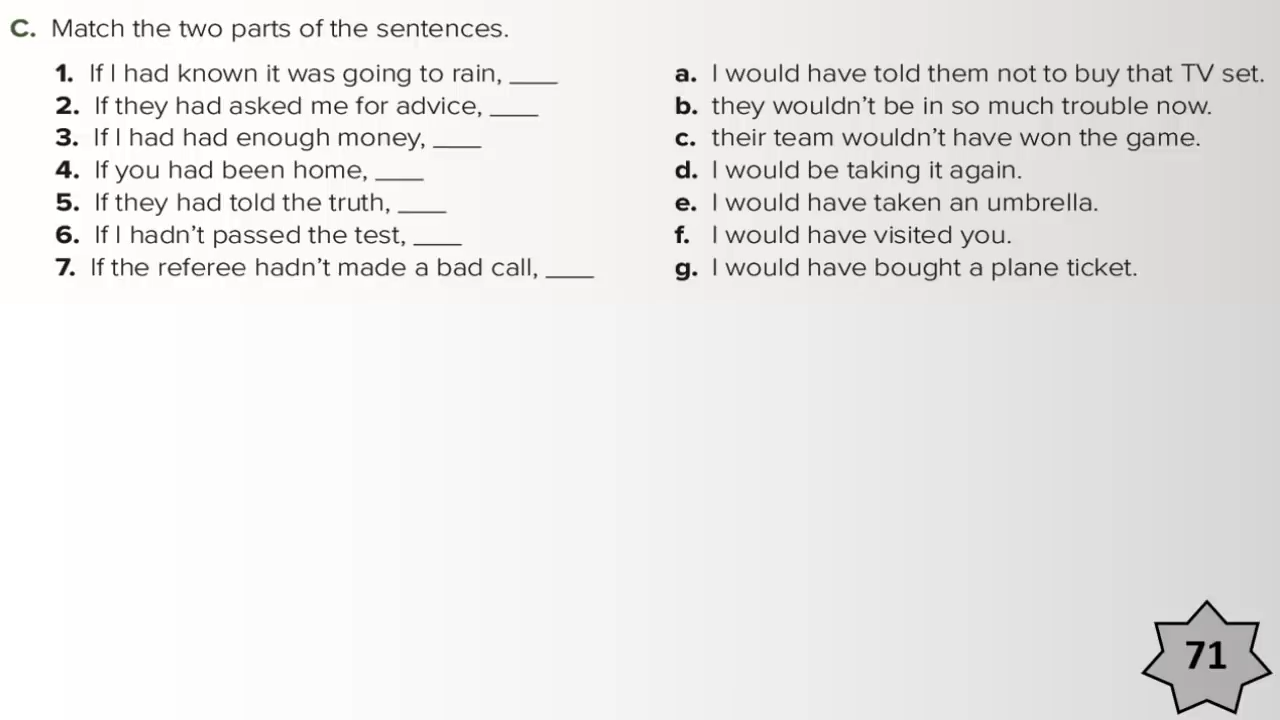 C. Match the two parts of the sentences.
1. If I had known it was going to rain, ____
2. If they had asked me for advice, ____
3. If I had had enough money, ____
4. If you had been home, ____
5. If they had told the truth, ____
6. If I hadn't passed the test, ____
7. If the referee hadn't made a bad call, ____
a. I would have told them not to buy that TV set.
b. they wouldn't be in so much trouble now.
c. their team wouldn't have won the game.
d. I would be taking it again.
e. I would have taken an umbrella.
f. I would have visited you.
g. I would have bought a plane ticket.
71